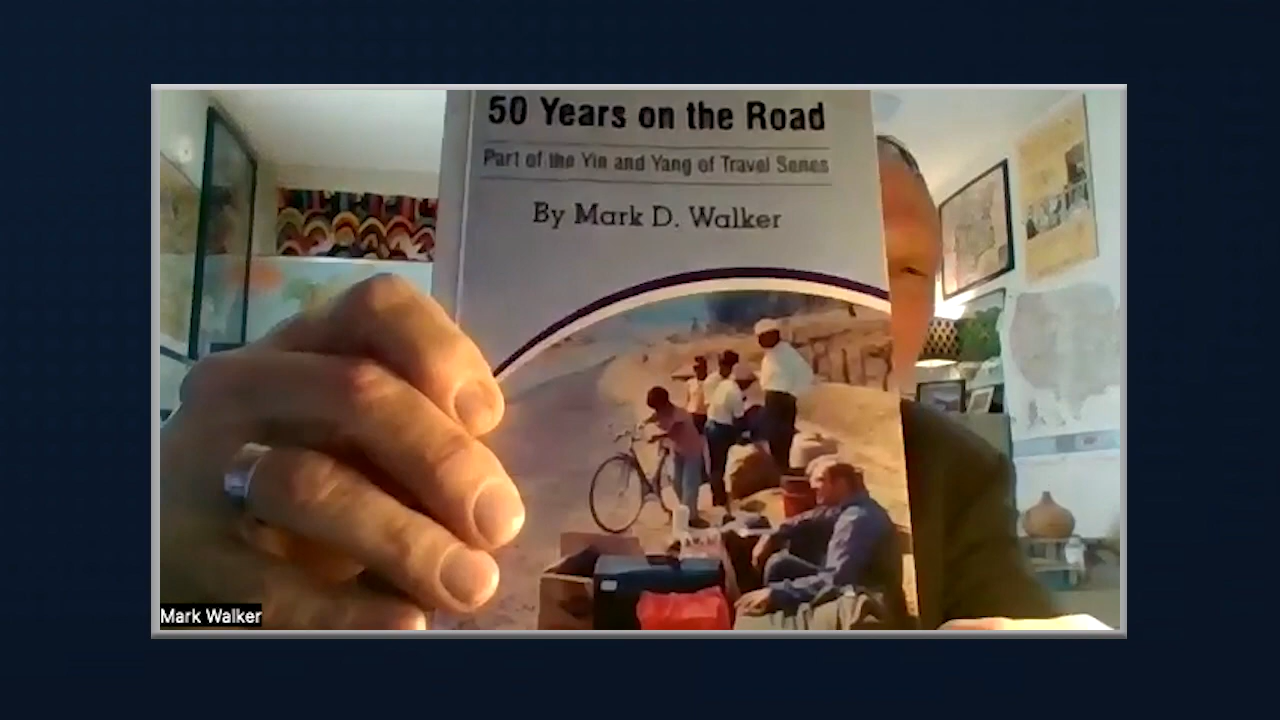 50 Years on the Road
Part of the Yin and Yang of Travel Series
By Mark D. Walker
Mark Walker